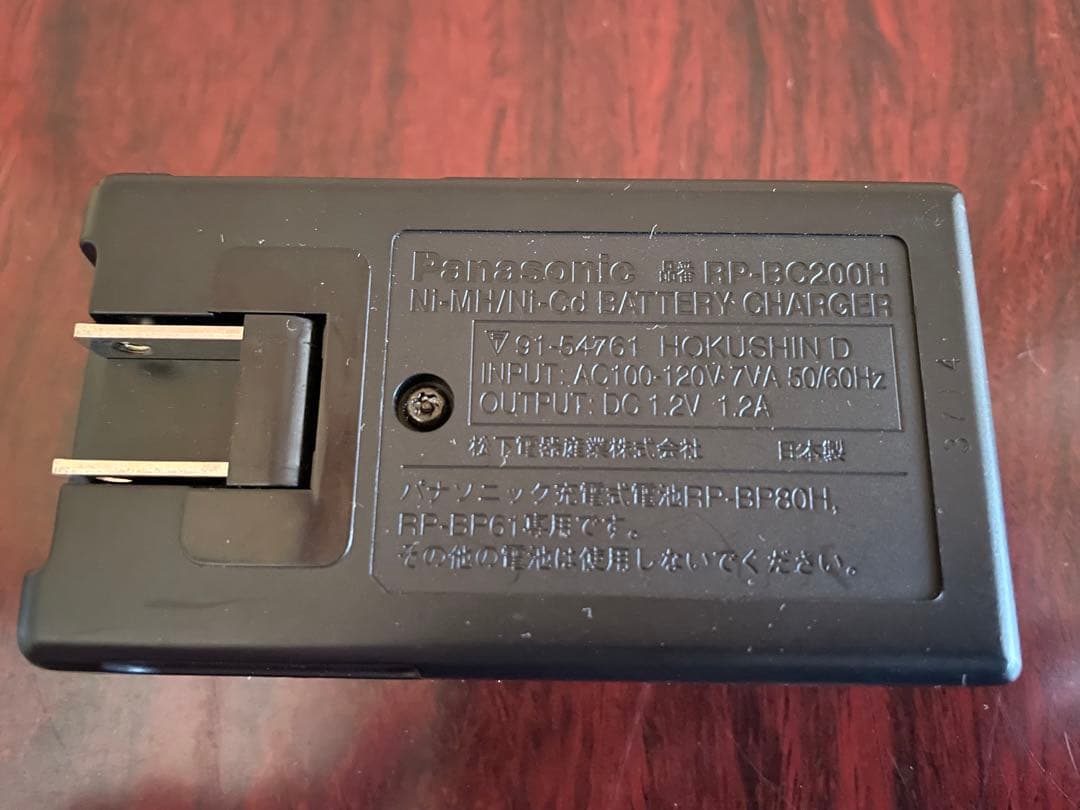 Panasonic 品番 RP-BC200H
Ni-MH/Ni-Cd BATTERY CHARGER
91-54761 HOKUSHIN D
INPUT: AC100-120V 7VA 50/60Hz
OUTPUT: DC 1.2V 1.2A
松下電器産業株式会社 日本製
パナソニック充電式電池RP-BP80H,
RP-BP61専用です。
その他の電池は使用しないでください。